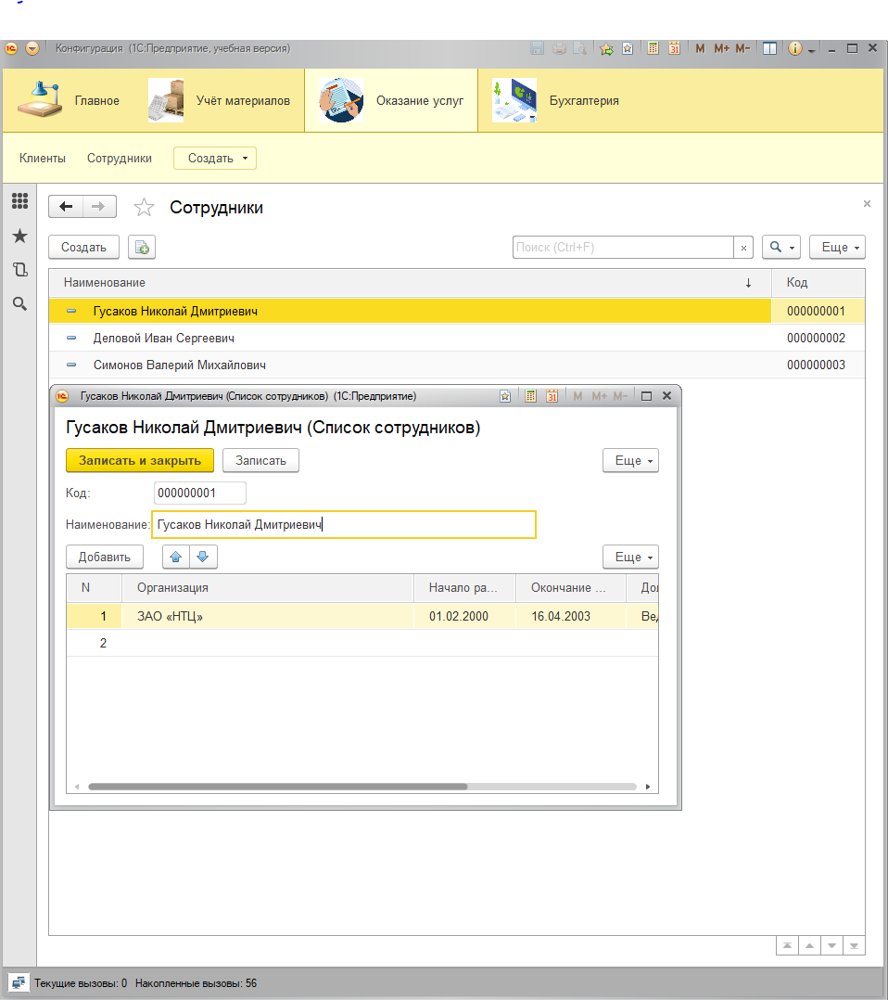 Конфигурация (1С:Предприятие, учебная версия) M M+ M-
Главное Учёт материалов Оказание услуг Бухгалтерия
Клиенты Сотрудники Создать
Сотрудники
Создать Поиск (Ctrl+F) × Еще
Наименование ↓ Код
Гусаков Николай Дмитриевич 000000001
Деловой Иван Сергеевич 000000002
Симонов Валерий Михайлович 000000003
Гусаков Николай Дмитриевич (Список сотрудников) (1С:Предприятие) M M+ M-
Гусаков Николай Дмитриевич (Список сотрудников)
Записать и закрыть Записать Еще
Код: 000000001
Наименование: Гусаков Николай Дмитриевич
Добавить Еще
N Организация Начало ра... Окончание ...
1 ЗАО «НТЦ» 01.02.2000 16.04.2003
2
Текущие вызовы: 0 Накопленные вызовы: 56